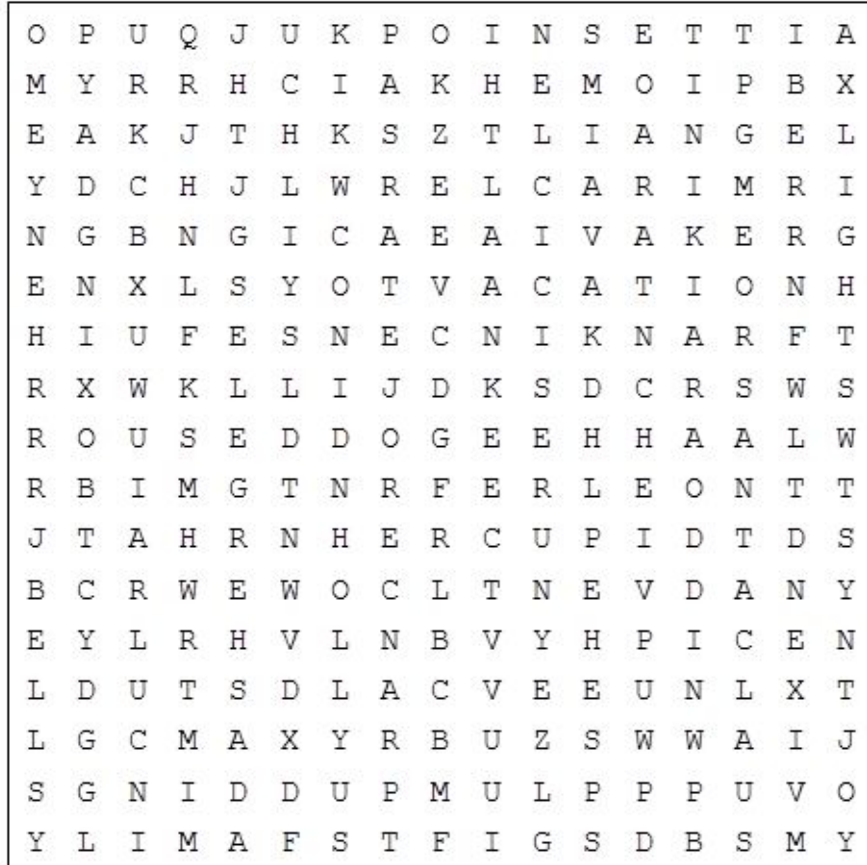 O P U Q J U K P O I N S E T T I A
M Y R R H C I A K H E M O I P B X
E A K J T H K S Z T L I A N G E L
Y D C H J L W R E L C A R I M R I
N G B N G I C A E A I V A K E R G
E N X L S Y O T V A C A T I O N H
H I U F E S N E C N I K N A R F T
R X W K L L I J D K S D C R S W S
R O U S E D D O G E E H H A A L W
R B I M G T N R F E R L E O N T T
J T A H R N H E R C U P I D T D S
B C R W E W O C L T N E V D A N Y
E Y L R H V L N B V Y H P I C E N
L D U T S D L A C V E E U N L X T
L G C M A X Y R B U Z S W W A I J
S G N I D D U P M U L P P P U V O
Y L I M A F S T F I G S D B S M Y